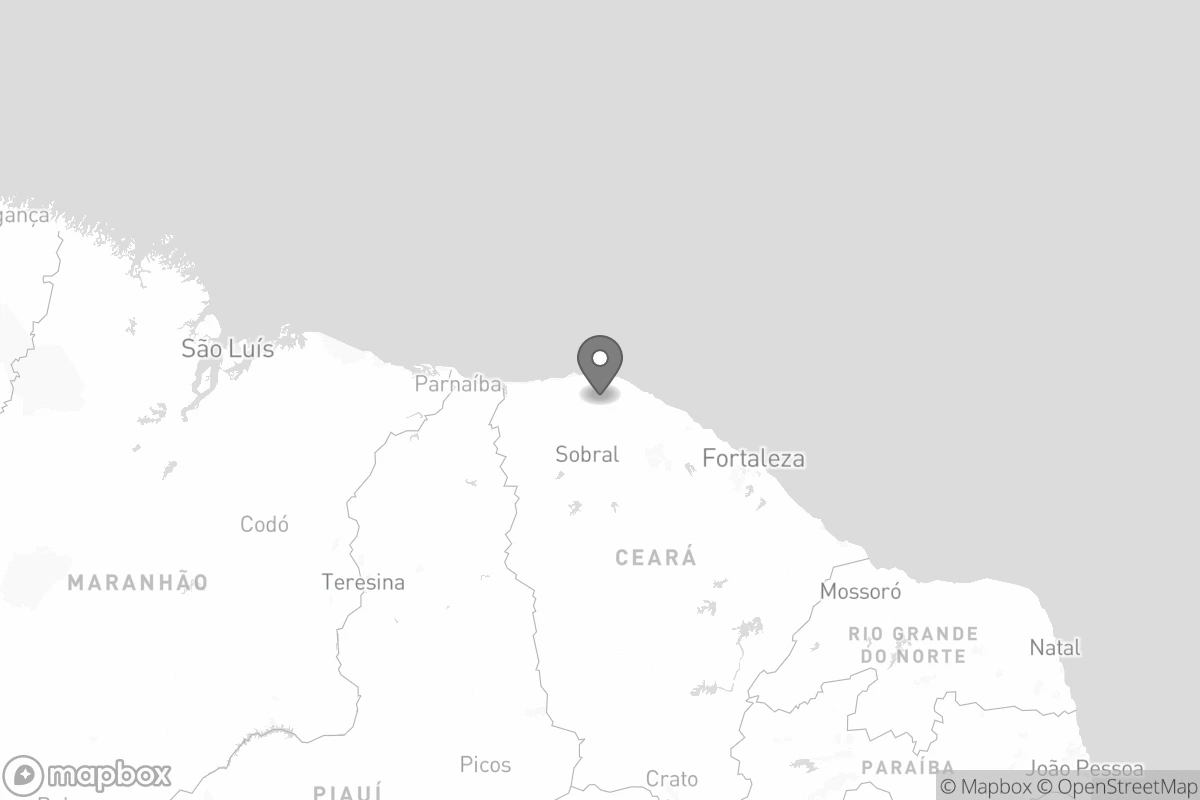 gança
São Luís
Parnaíba
Sobral
Fortaleza
Codó
CEARÁ
MARANHÃO
Teresina
Mossoró
RIO GRANDE
DO NORTE
Natal
Picos
Crato
PARAÍBA
João Pessoa
PIAUÍ
mapbox
© Mapbox © OpenStreetMap